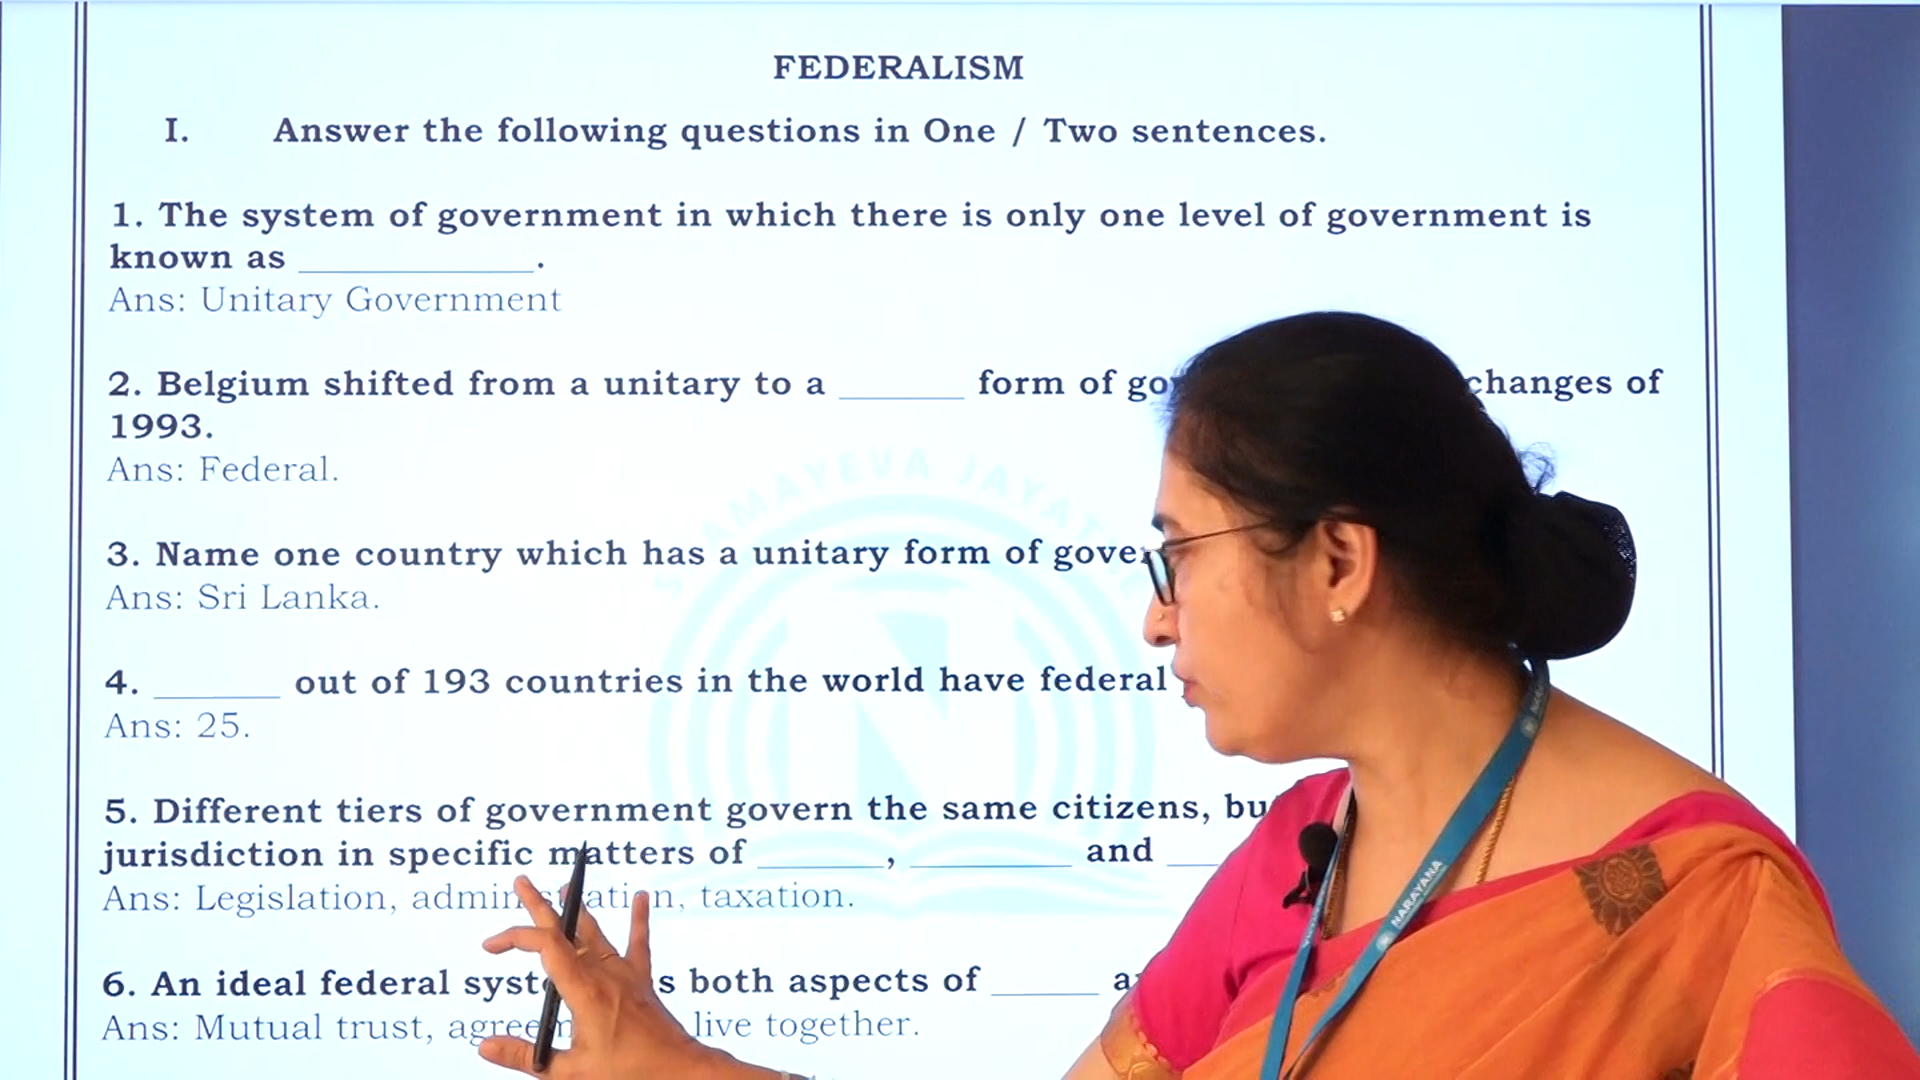 FEDERALISM
I. Answer the following questions in One / Two sentences.
1. The system of government in which there is only one level of government is
known as ____________.
Ans: Unitary Government
2. Belgium shifted from a unitary to a ______ form of changes of
1993.
Ans: Federal.
3. Name one country which has a unitary form of
Ans: Sri Lanka.
4. ______ out of 193 countries in the world have federal
Ans: 25.
5. Different tiers of government govern the same citizens,
jurisdiction in specific matters of ______, ________ and
Ans: Legislation, administration, taxation.
6. An ideal federal both aspects of _____
Ans: Mutual trust, live together.
NARAYANA